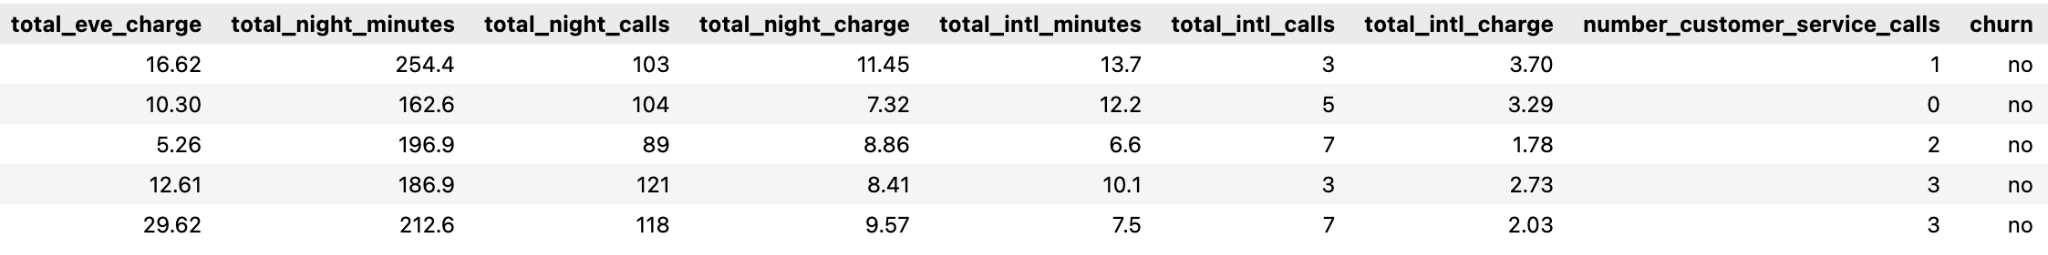 total_eve_charge total_night_minutes total_night_calls total_night_charge total_intl_minutes total_intl_calls total_intl_charge number_customer_service_calls churn
16.62 254.4 103 11.45 13.7 3 3.70 1 no
10.30 162.6 104 7.32 12.2 5 3.29 0 no
5.26 196.9 89 8.86 6.6 7 1.78 2 no
12.61 186.9 121 8.41 10.1 3 2.73 3 no
29.62 212.6 118 9.57 7.5 7 2.03 3 no